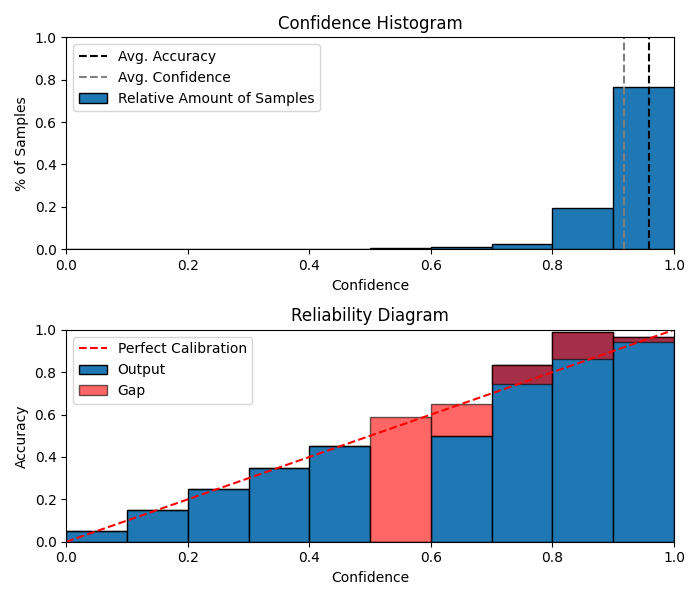 Confidence Histogram
1.0
0.8
0.6
0.4
0.2
0.0
% of Samples
Avg. Accuracy
Avg. Confidence
Relative Amount of Samples
0.0 0.2 0.4 0.6 0.8 1.0
Confidence
Reliability Diagram
1.0
0.8
0.6
0.4
0.2
0.0
Accuracy
Perfect Calibration
Output
Gap
0.0 0.2 0.4 0.6 0.8 1.0
Confidence